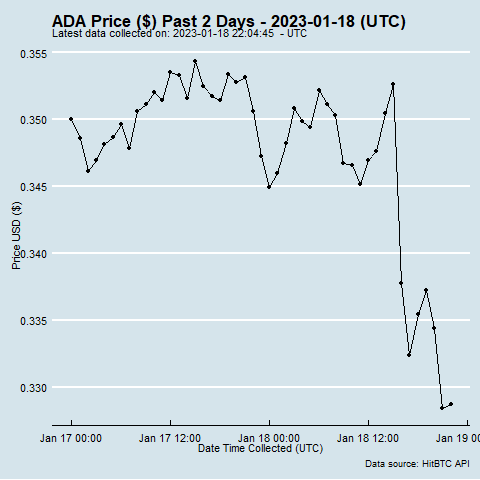 ADA Price ($) Past 2 Days - 2023-01-18 (UTC)
Latest data collected on: 2023-01-18 22:04:45  - UTC
0.355
0.350
0.345
0.340
0.335
0.330
Price USD ($)
Jan 17 00:00
Jan 17 12:00
Jan 18 00:00
Jan 18 12:00
Jan 19 00
Date Time Collected (UTC)
Data source: HitBTC API